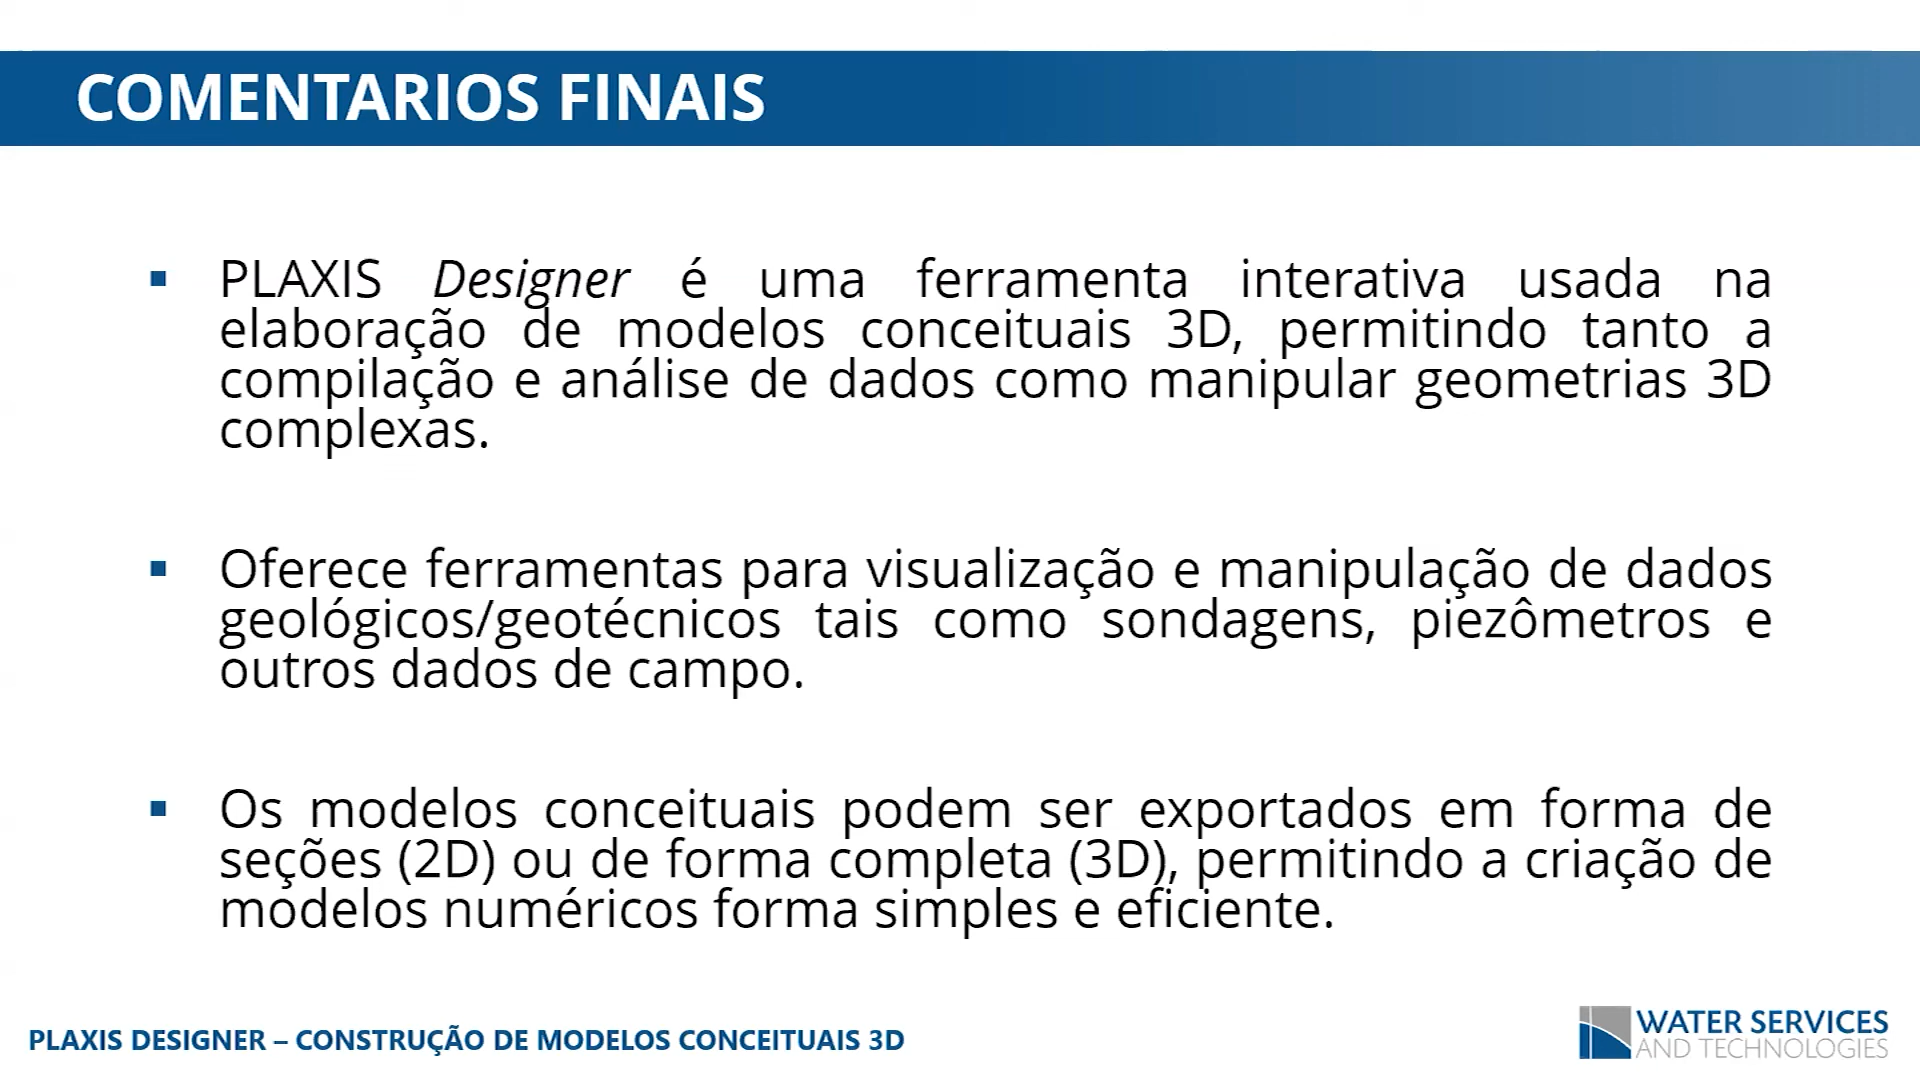 COMENTARIOS FINAIS
▪ PLAXIS Designer é uma ferramenta interativa usada na
elaboração de modelos conceituais 3D, permitindo tanto a
compilação e análise de dados como manipular geometrias 3D
complexas.
▪ Oferece ferramentas para visualização e manipulação de dados
geológicos/geotécnicos tais como sondagens, piezômetros e
outros dados de campo.
▪ Os modelos conceituais podem ser exportados em forma de
seções (2D) ou de forma completa (3D), permitindo a criação de
modelos numéricos forma simples e eficiente.
PLAXIS DESIGNER – CONSTRUÇÃO DE MODELOS CONCEITUAIS 3D
WATER SERVICES
AND TECHNOLOGIES